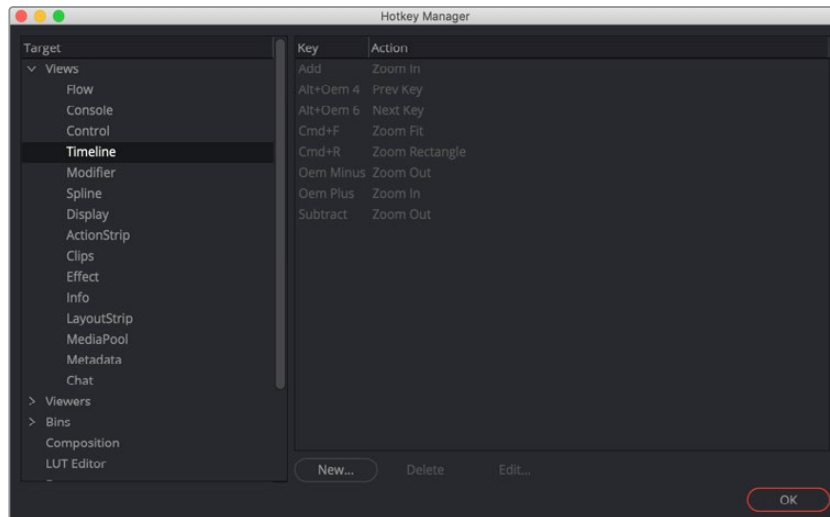 Hotkey Manager
Target
Views
Flow
Console
Control
Timeline
Modifier
Spline
Display
ActionStrip
Clips
Effect
Info
LayoutStrip
MediaPool
Metadata
Chat
Viewers
Bins
Composition
LUT Editor
Key Action
Add Zoom In
Alt+Oem 4 Prev Key
Alt+Oem 6 Next Key
Cmd+F Zoom Fit
Cmd+R Zoom Rectangle
Oem Minus Zoom Out
Oem Plus Zoom In
Subtract Zoom Out
New... Delete Edit...
OK